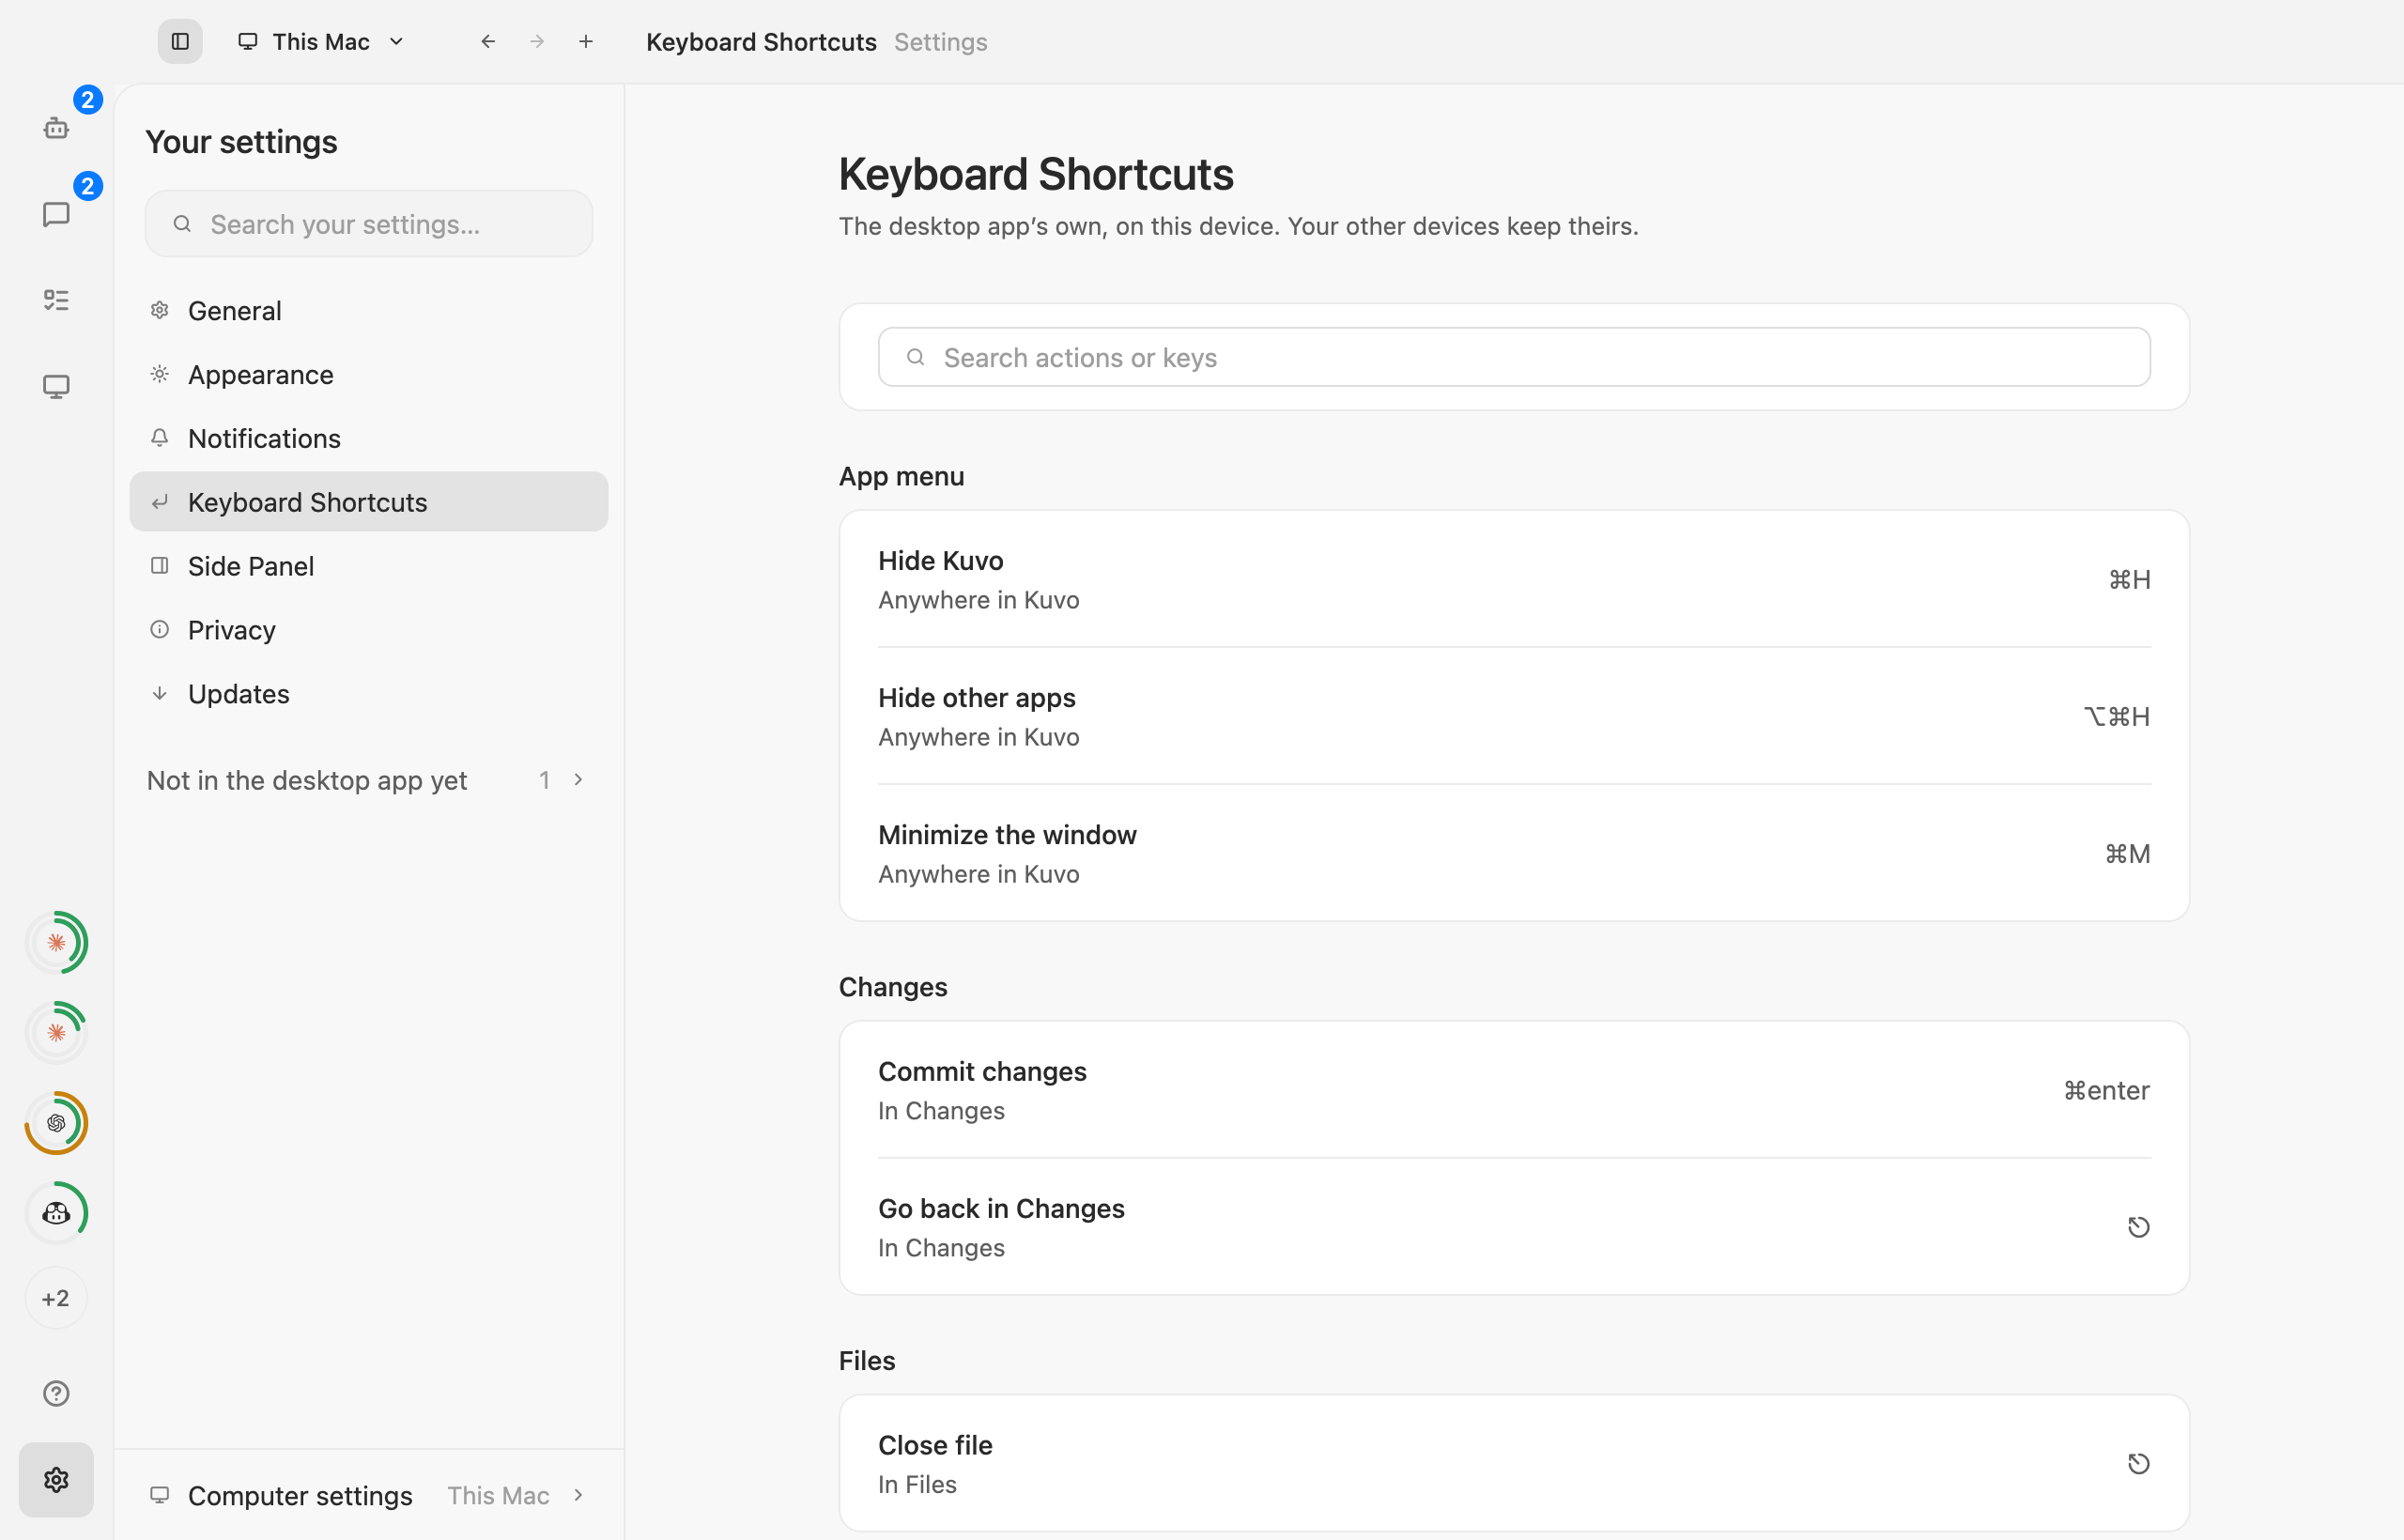 This Mac
Keyboard Shortcuts Settings
2
2
Your settings
Search your settings...
General
Appearance
Notifications
Keyboard Shortcuts
Side Panel
Privacy
Updates
Not in the desktop app yet 1
+2
Computer settings This Mac
Keyboard Shortcuts
The desktop app’s own, on this device. Your other devices keep theirs.
Search actions or keys
App menu
Hide Kuvo
Anywhere in Kuvo
⌘H
Hide other apps
Anywhere in Kuvo
⌥⌘H
Minimize the window
Anywhere in Kuvo
⌘M
Changes
Commit changes
In Changes
⌘enter
Go back in Changes
In Changes
⎋
Files
Close file
In Files
⎋